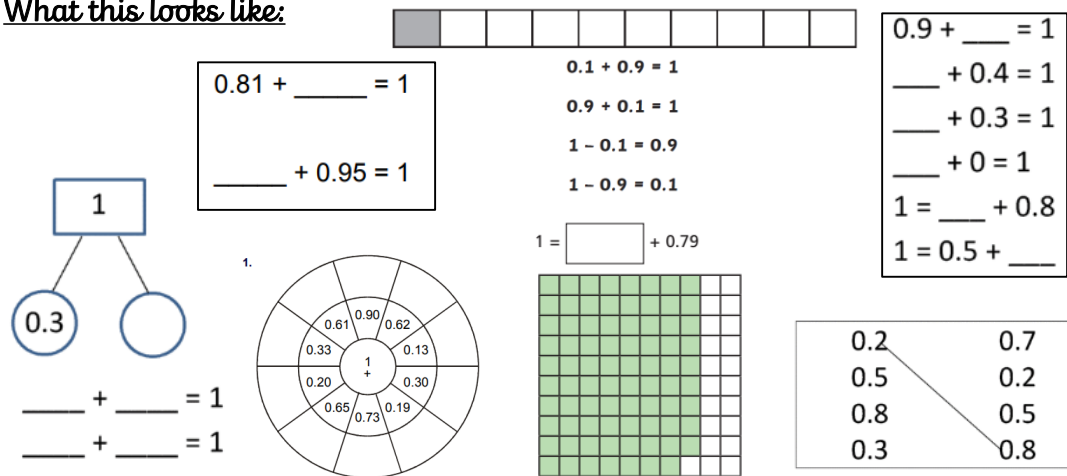 What this looks like:
0.81 + _____ = 1
_____ + 0.95 = 1
0.1 + 0.9 = 1
0.9 + 0.1 = 1
1 – 0.1 = 0.9
1 – 0.9 = 0.1
0.9 + ___ = 1
___ + 0.4 = 1
___ + 0.3 = 1
___ + 0 = 1
1 = ___ + 0.8
1 = 0.5 + ___
1
0.3
____ + ____ = 1
____ + ____ = 1
1.
0.90
0.61 0.62
0.33 0.13
1
+
0.20 0.30
0.65 0.19
0.73
1 = + 0.79
0.2 0.7
0.5 0.2
0.8 0.5
0.3 0.8